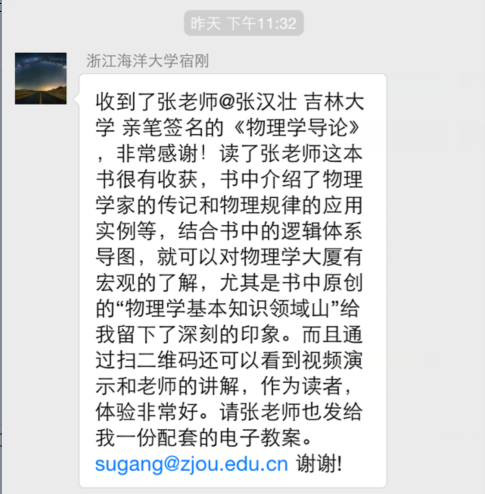 昨天 下午11:32
浙江海洋大学宿刚
收到了张老师@张汉壮 吉林大
学 亲笔签名的《物理学导论》
，非常感谢！读了张老师这本
书很有收获，书中介绍了物理
学家的传记和物理规律的应用
实例等，结合书中的逻辑体系
导图，就可以对物理学大厦有
宏观的了解，尤其是书中原创
的“物理学基本知识领域山”给
我留下了深刻的印象。而且通
过扫二维码还可以看到视频演
示和老师的讲解，作为读者，
体验非常好。请张老师也发给
我一份配套的电子教案。
sugang@zjou.edu.cn 谢谢!